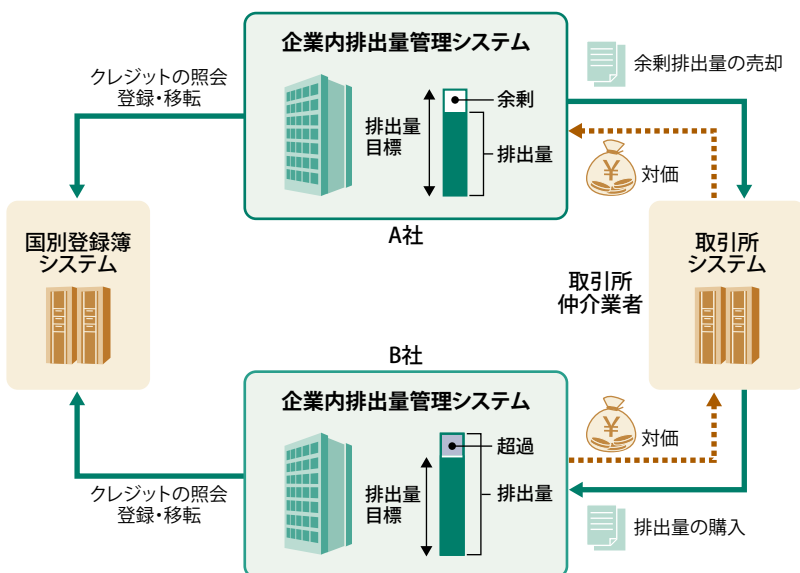 企業内排出量管理システム
クレジットの照会
登録・移転
排出量
目標
余剰
排出量
A社
余剰排出量の売却
¥
対価
国別登録簿
システム
取引所
システム
取引所
仲介業者
B社
企業内排出量管理システム
クレジットの照会
登録・移転
排出量
目標
超過
排出量
¥
対価
排出量の購入